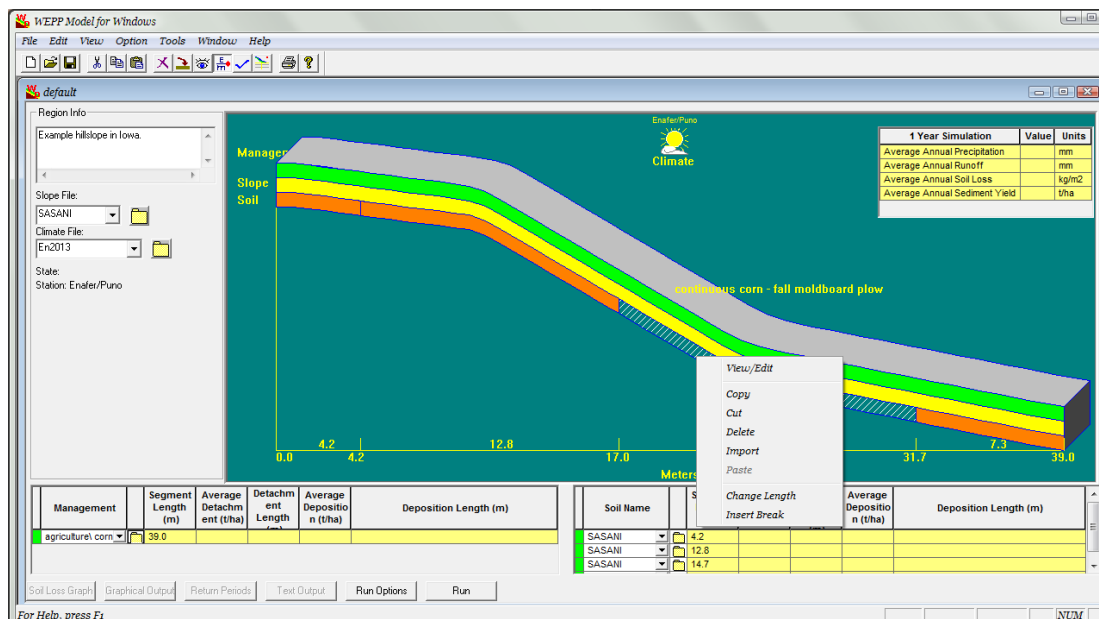 WEPP Model for Windows
File Edit View Option Tools Window Help
default
Region Info
Example hillslope in Iowa.
Slope File:
SASANI
Climate File:
En2013
State:
Station: Enafer/Puno
Enafer/Puno
Climate
Manager
Slope
Soil
1 Year Simulation Value Units
Average Annual Precipitation mm
Average Annual Runoff mm
Average Annual Soil Loss kg/m2
Average Annual Sediment Yield t/ha
continuous corn - fall moldboard plow
View/Edit
Copy
Cut
Delete
Import
Paste
Change Length
Insert Break
4.2 12.8 7.3
0.0 4.2 17.0 31.7 39.0
Meters
Management Segment Length (m) Average Detachm ent (t/ha) Detachm ent Length Average Depositio n (t/ha) Deposition Length (m)
agriculture\ corn 39.0
Soil Name Average Depositio n (t/ha) Deposition Length (m)
SASANI 4.2
SASANI 12.8
SASANI 14.7
Soil Loss Graph Graphical Output Return Periods Text Output Run Options Run
For Help, press F1 NUM